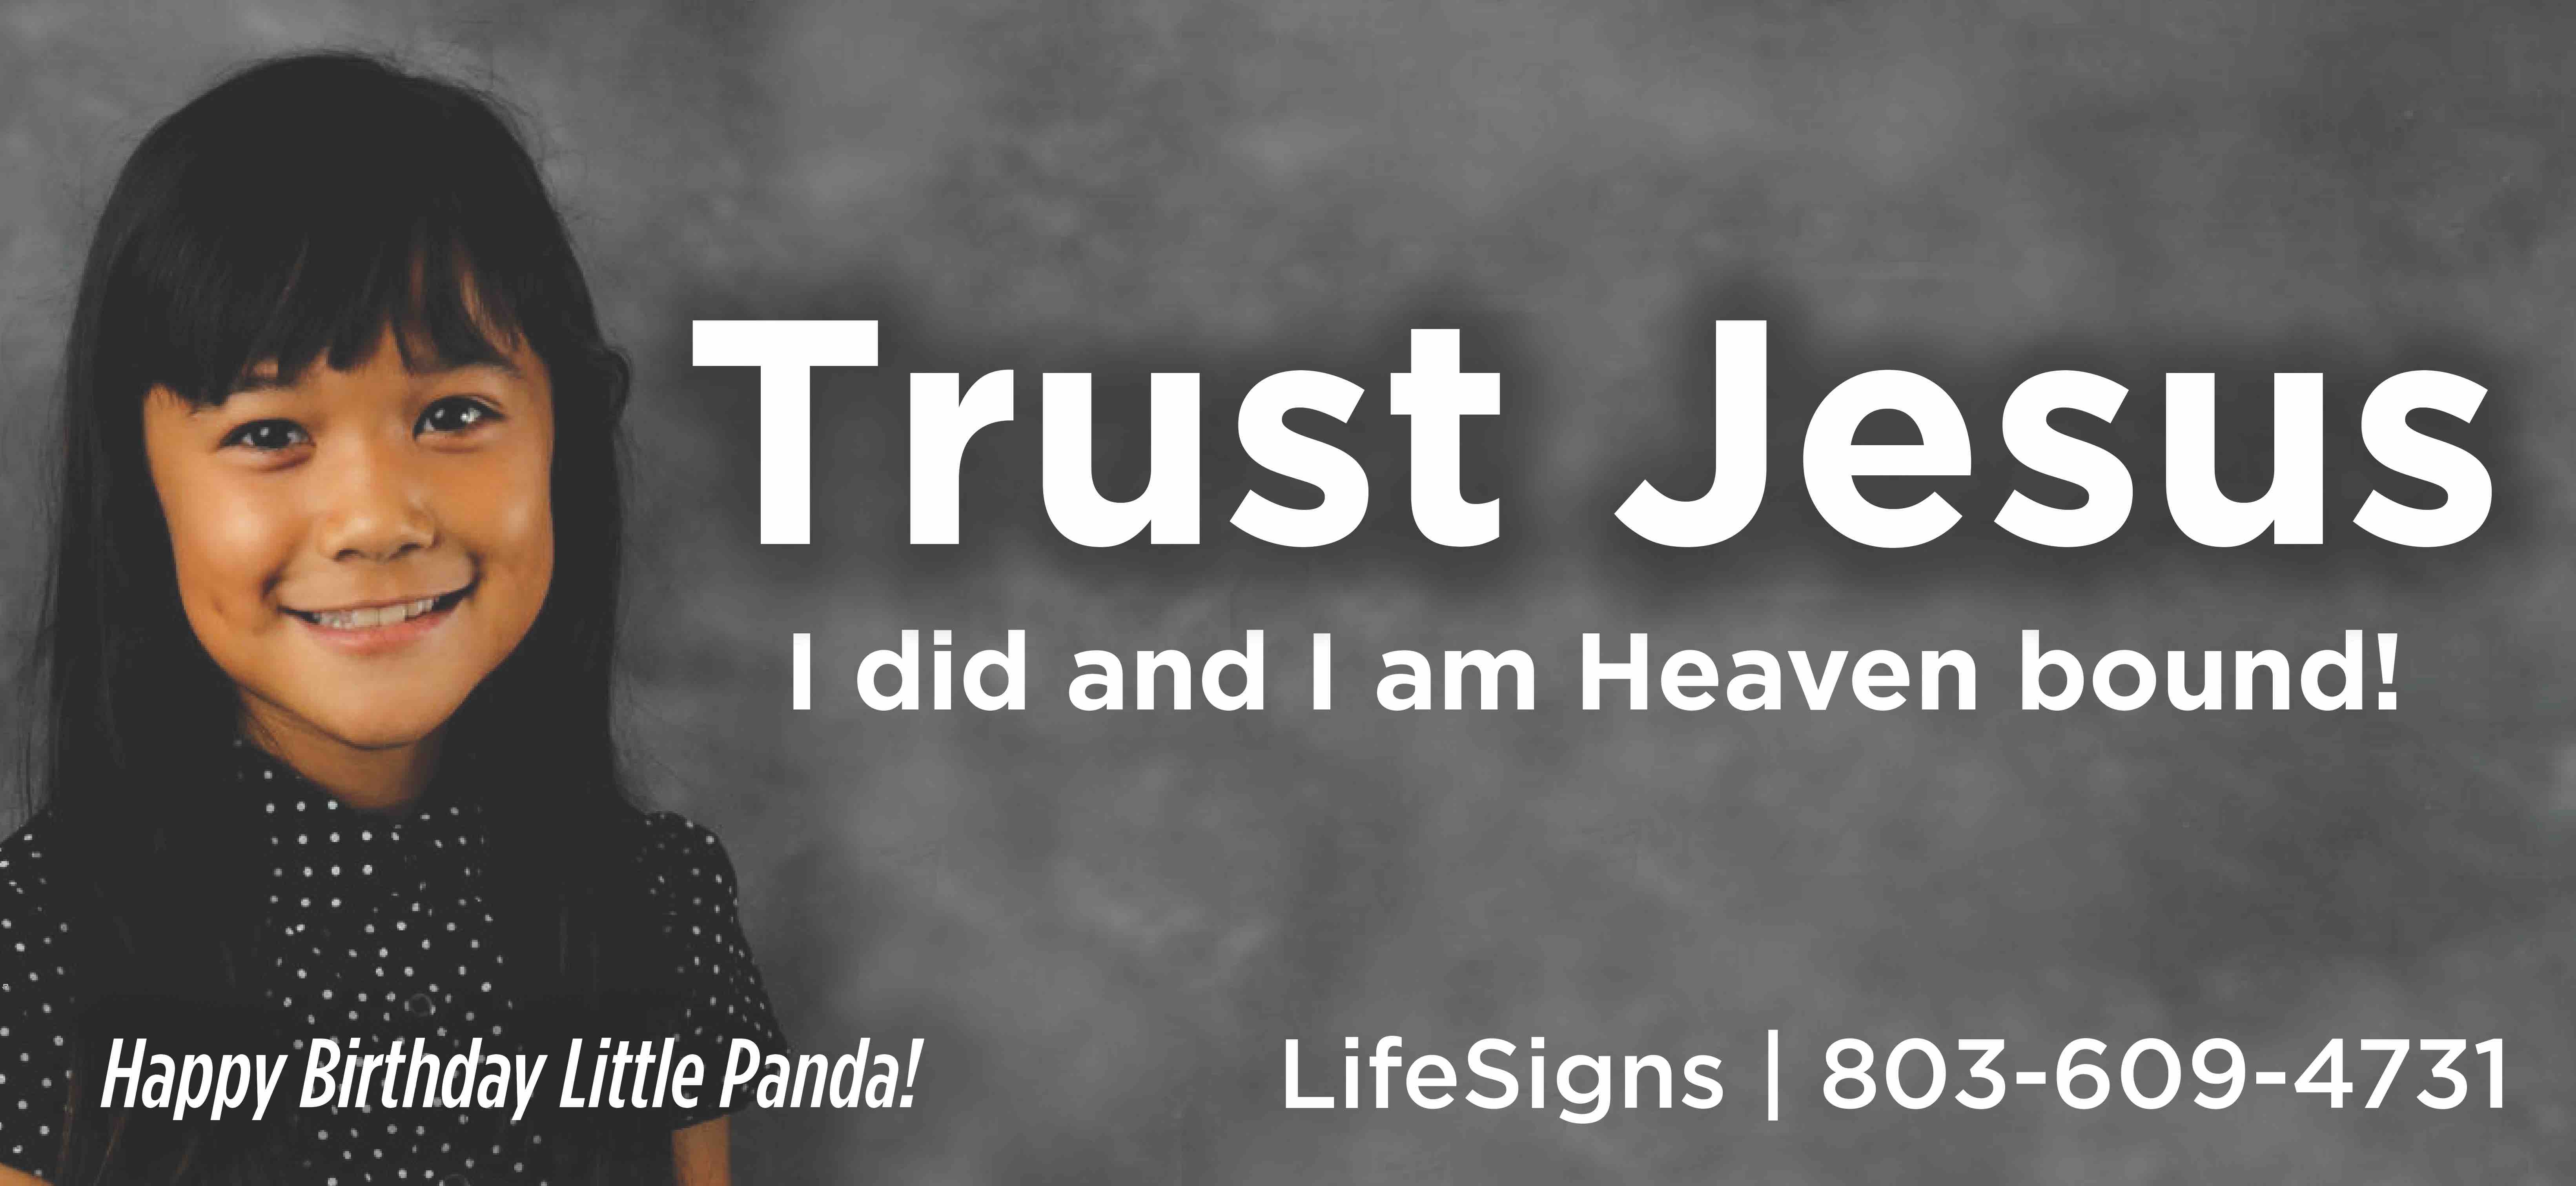 Trust Jesus
I did and I am Heaven bound!
Happy Birthday Little Panda!
LifeSigns | 803-609-4731